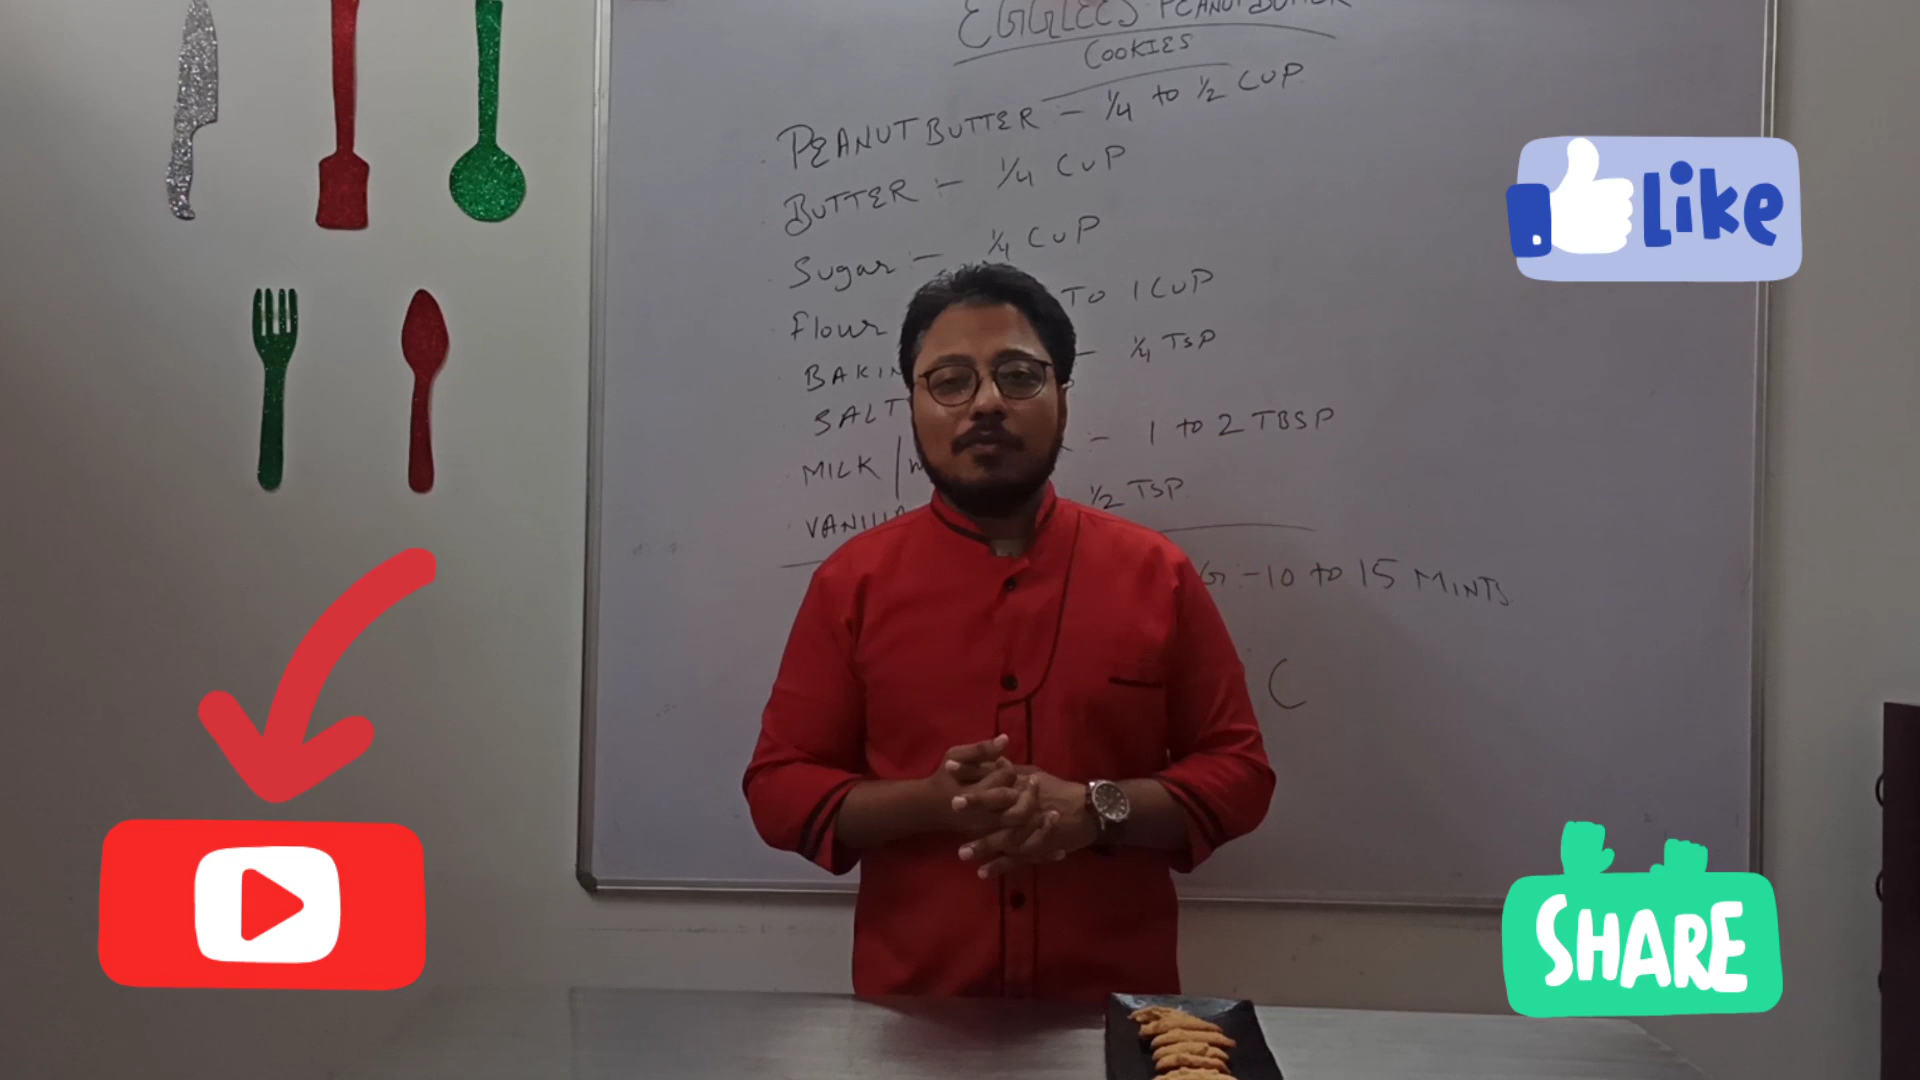 EGGLESS PEANUT BUTTER
COOKIES
PEANUT BUTTER :- 1/4 to 1/2 CUP
BUTTER :- 1/4 CUP
Sugar :- 1/4 CUP
flour TO 1 CUP
- 1/4 TSP
SALT
MILK / :- 1 to 2 TBSP
1/2 TSP
:-10 to 15 MINTS
C
Like
SHARE